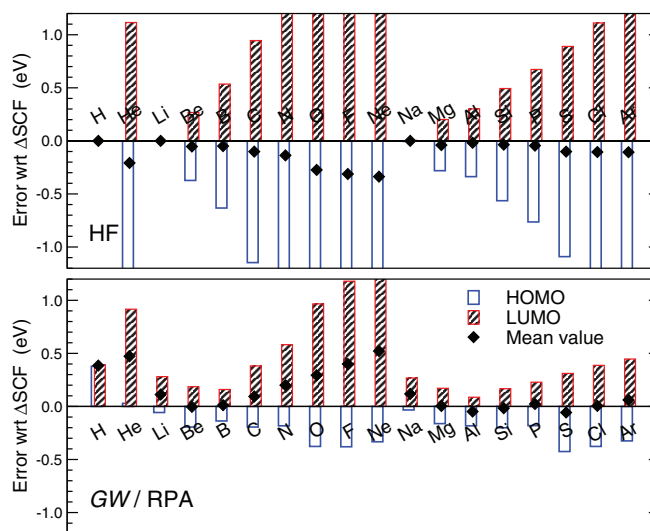 1.0
0.5
0.0
-0.5
-1.0
Error wrt ΔSCF (eV)
H He Li Be B C N O F Ne Na Mg Al Si P S Cl Ar
HF
1.0
0.5
0.0
-0.5
-1.0
Error wrt ΔSCF (eV)
HOMO
LUMO
Mean value
H He Li Be B C N O F Ne Na Mg Al Si P S Cl Ar
GW / RPA